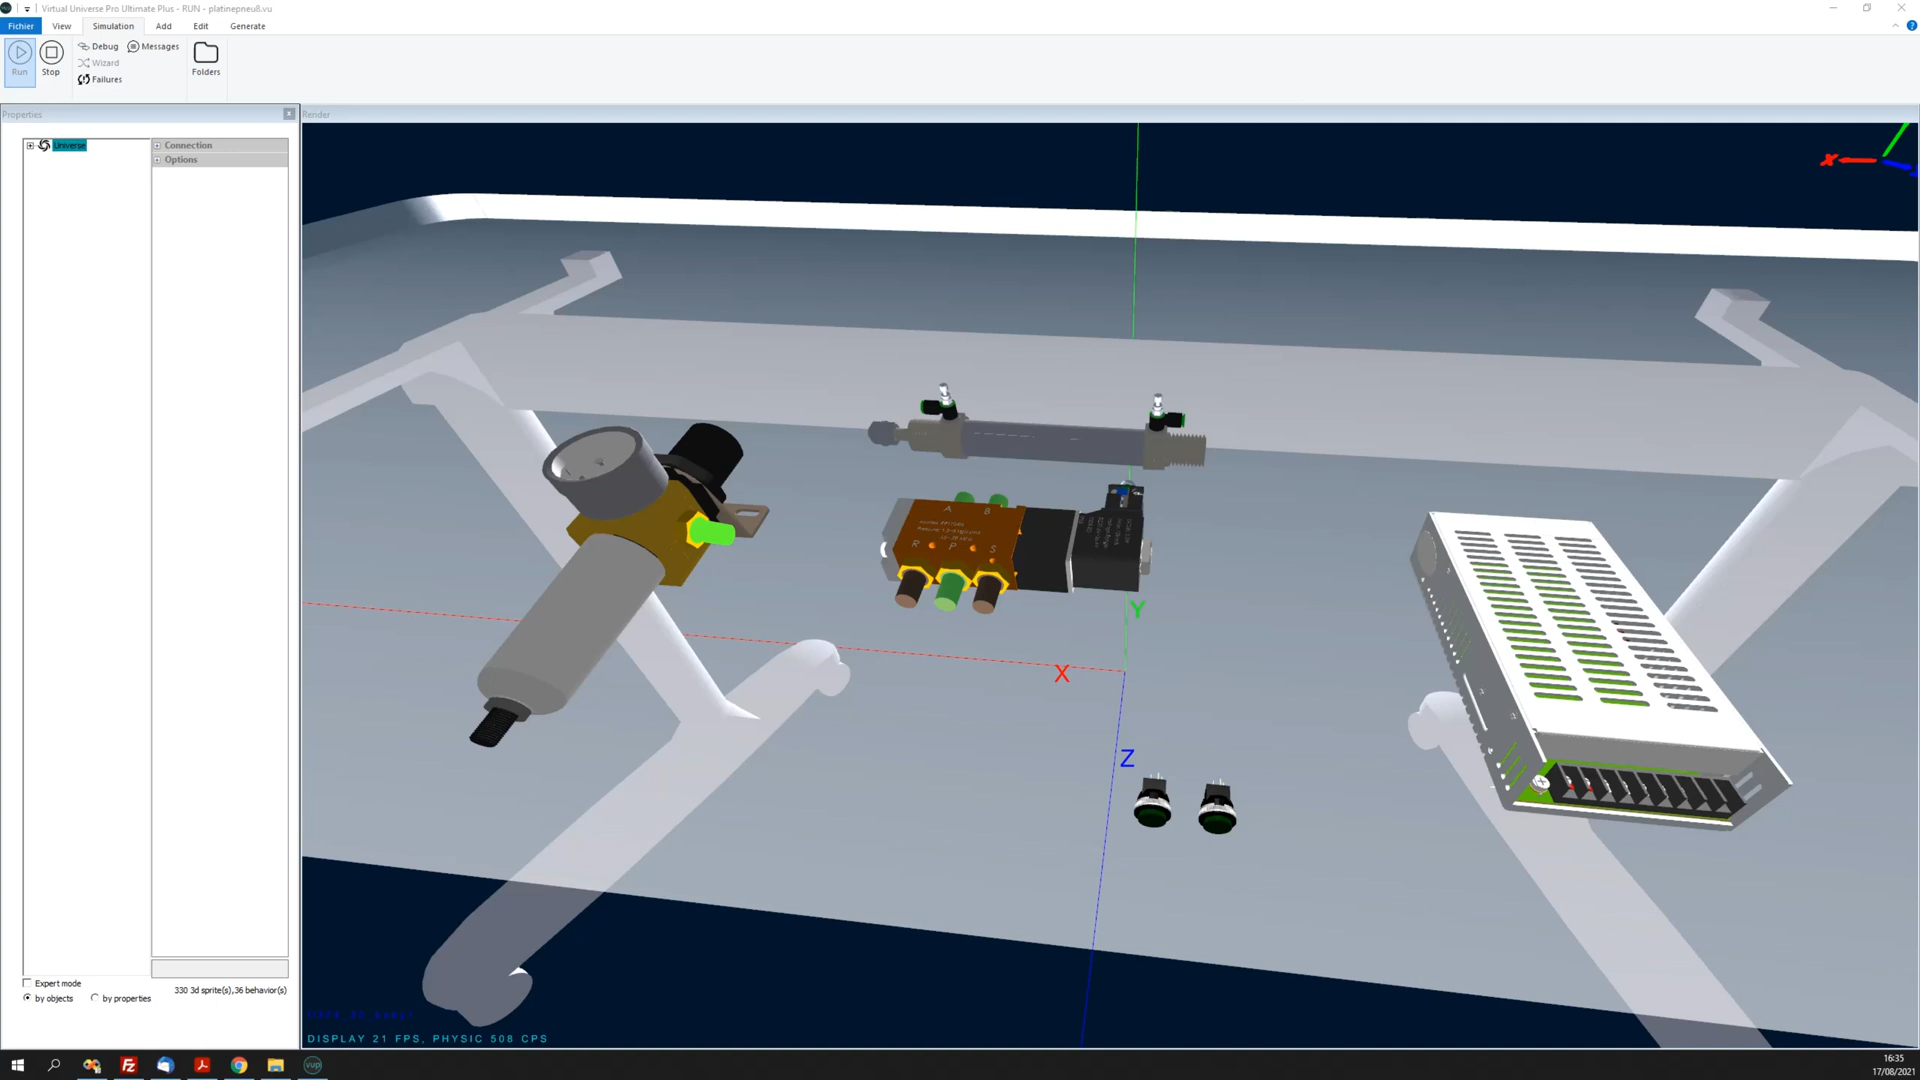 Virtual Universe Pro Ultimate Plus - RUN - platinepneu8.vu
Fichier View Simulation Add Edit Generate
Run
Stop
Debug Messages
Wizard
Failures
Folders
Properties
Render
Universe
Connection
Options
X
A B
R P S
Y
X
Z
Expert mode
by objects by properties
330 3d sprite(s),36 behavior(s)
DISPLAY 21 FPS, PHYSIC 508 CPS
vup
16:35
17/08/2021